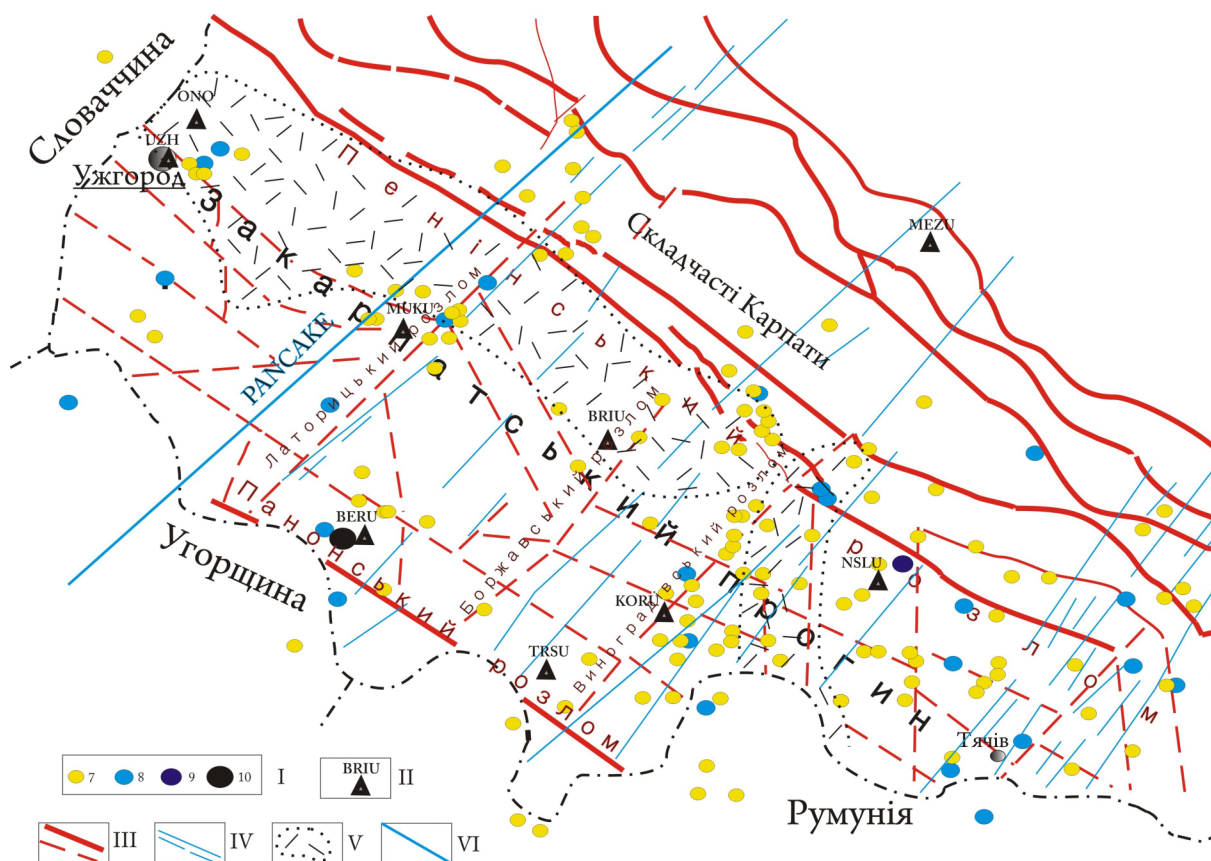 Словаччина
ONO
UZH
Ужгород
Закарпатський прогин
Пенінський розлом
Складчасті Карпати
MEZU
MUKU
PANCAKE
Латорицький розлом
BRIU
Боржавський розлом
Паннонський розлом
BERU
Угорщина
Виноградівський розлом
NSLU
KORU
TRSU
Тячів
Румунія
7 8 9 10 I
BRIU II
III IV V VI